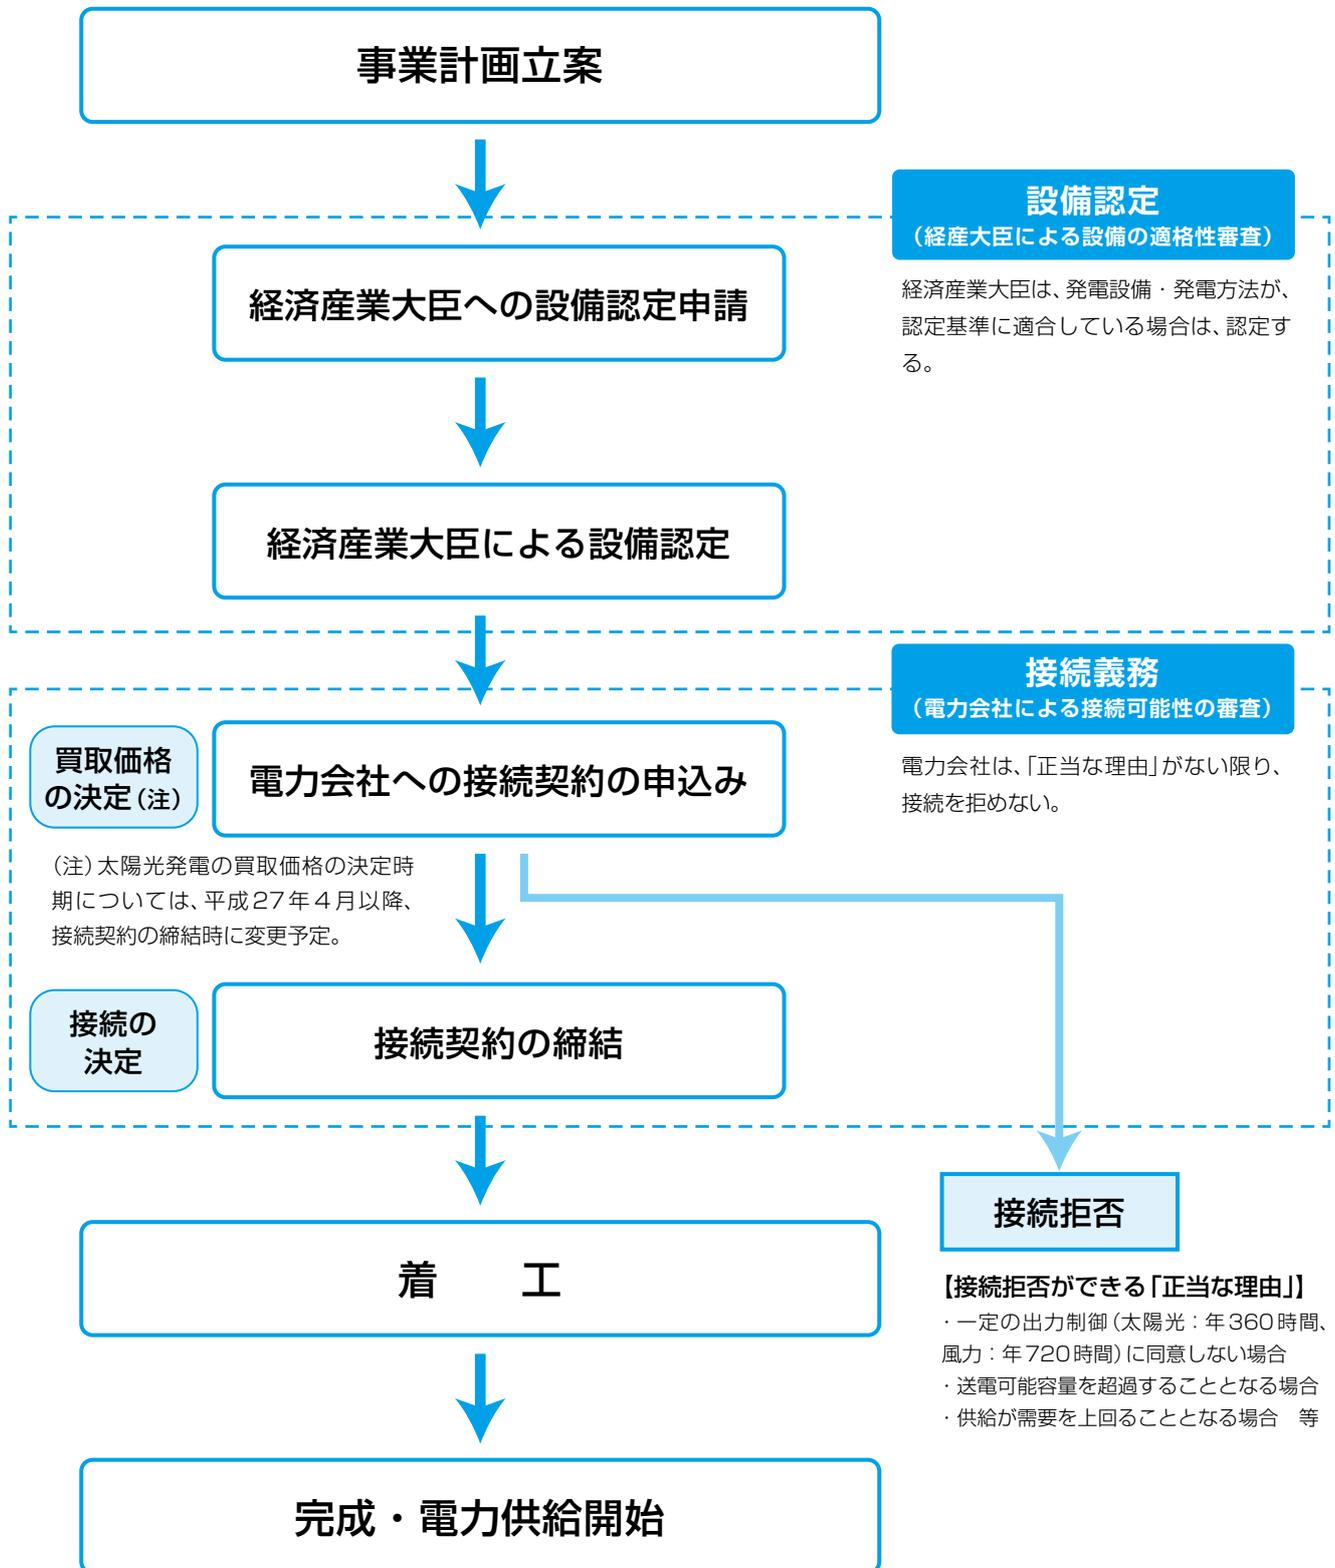 事業計画立案
設備認定
（経産大臣による設備の適格性審査）
経済産業大臣への設備認定申請
経済産業大臣は、発電設備・発電方法が、
認定基準に適合している場合は、認定す
る。
経済産業大臣による設備認定
接続義務
（電力会社による接続可能性の審査）
買取価格
の決定（注）
電力会社への接続契約の申込み
電力会社は、「正当な理由」がない限り、
接続を拒めない。
（注）太陽光発電の買取価格の決定時
期については、平成27年4月以降、
接続契約の締結時に変更予定。
接続の
決定
接続契約の締結
接続拒否
着　　工
【接続拒否ができる「正当な理由」】
・一定の出力制御（太陽光：年360時間、
風力：年720時間）に同意しない場合
・送電可能容量を超過することとなる場合
・供給が需要を上回ることとなる場合　等
完成・電力供給開始